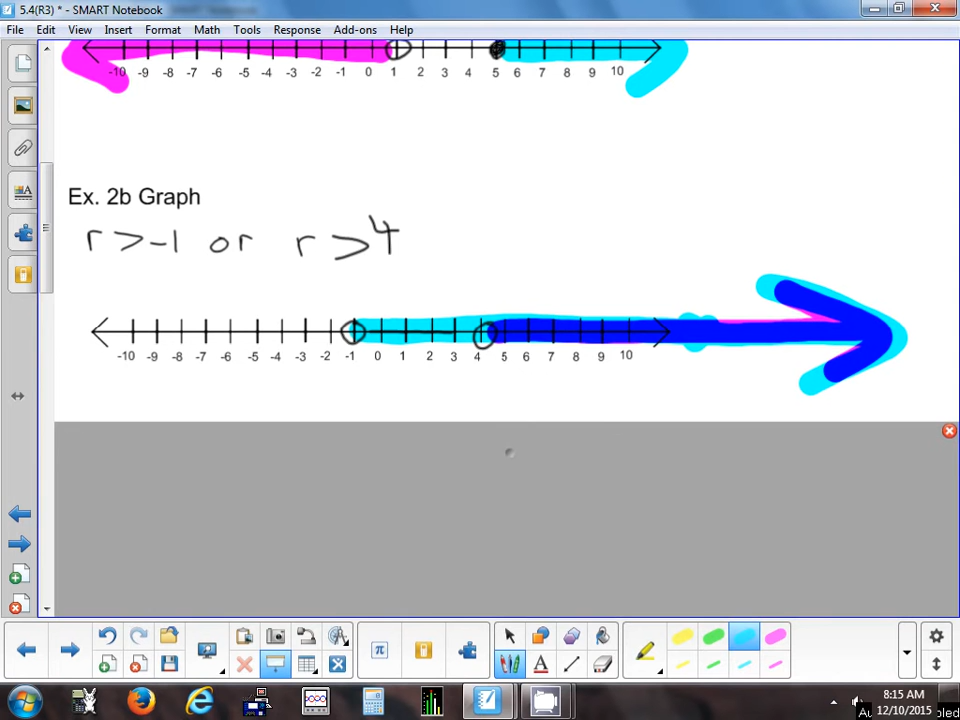 5.4(R3) * - SMART Notebook
File Edit View Insert Format Math Tools Response Add-ons Help
-10 -9 -8 -7 -6 -5 -4 -3 -2 -1 0 1 2 3 4 5 6 7 8 9 10
Ex. 2b Graph
r > -1 or r > 4
-10 -9 -8 -7 -6 -5 -4 -3 -2 -1 0 1 2 3 4 5 6 7 8 9 10
8:15 AM
12/10/2015